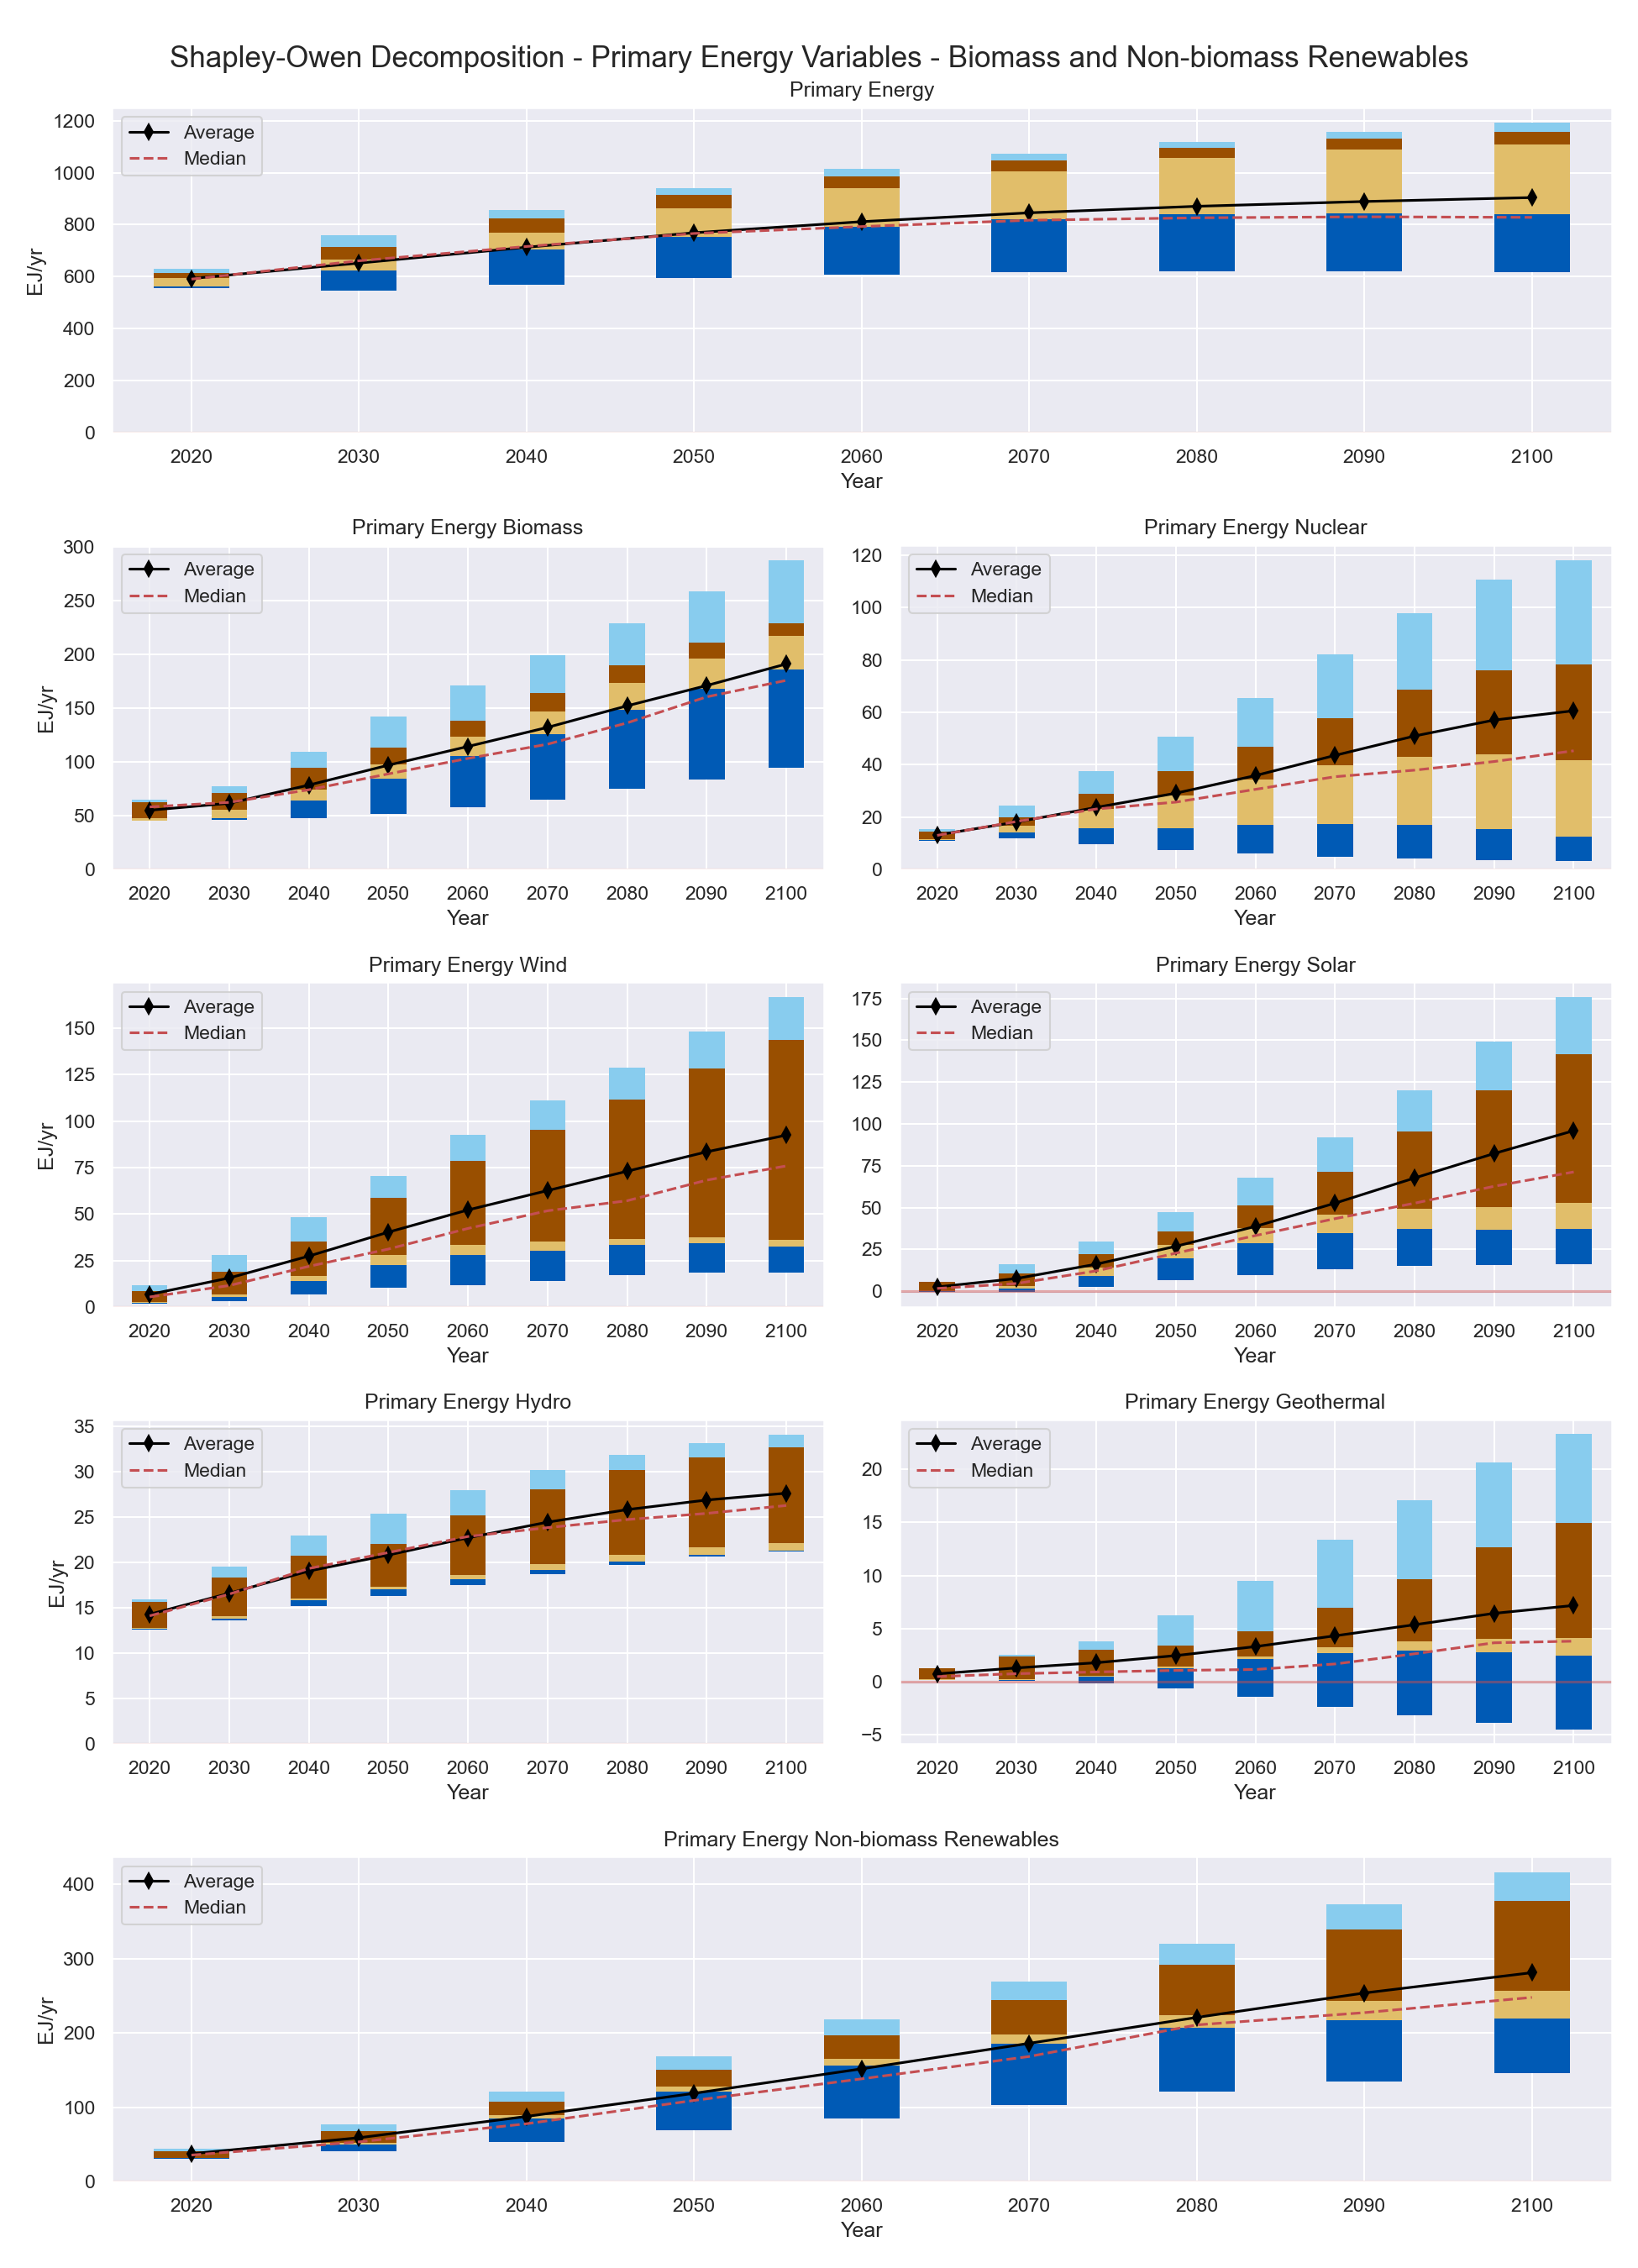 Shapley-Owen Decomposition - Primary Energy Variables - Biomass and Non-biomass Renewables
Primary Energy
Average
Median
EJ/yr
1200
1000
800
600
400
200
0
2020 2030 2040 2050 2060 2070 2080 2090 2100
Year
Primary Energy Biomass
Average
Median
EJ/yr
300
250
200
150
100
50
0
2020 2030 2040 2050 2060 2070 2080 2090 2100
Year
Primary Energy Nuclear
Average
Median
120
100
80
60
40
20
0
2020 2030 2040 2050 2060 2070 2080 2090 2100
Year
Primary Energy Wind
Average
Median
EJ/yr
150
125
100
75
50
25
0
2020 2030 2040 2050 2060 2070 2080 2090 2100
Year
Primary Energy Solar
Average
Median
175
150
125
100
75
50
25
0
2020 2030 2040 2050 2060 2070 2080 2090 2100
Year
Primary Energy Hydro
Average
Median
EJ/yr
35
30
25
20
15
10
5
0
2020 2030 2040 2050 2060 2070 2080 2090 2100
Year
Primary Energy Geothermal
Average
Median
20
15
10
5
0
−5
2020 2030 2040 2050 2060 2070 2080 2090 2100
Year
Primary Energy Non-biomass Renewables
Average
Median
EJ/yr
400
300
200
100
0
2020 2030 2040 2050 2060 2070 2080 2090 2100
Year